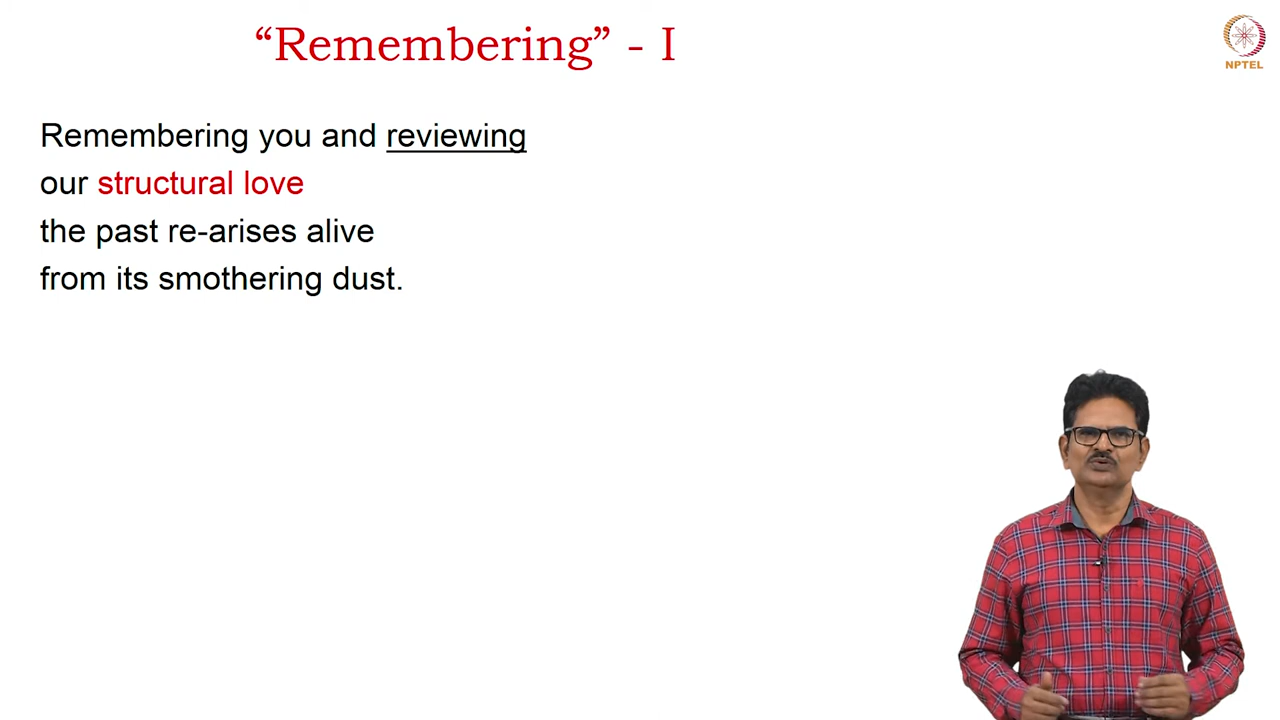 “Remembering” - I
NPTEL
Remembering you and reviewing
our structural love
the past re-arises alive
from its smothering dust.